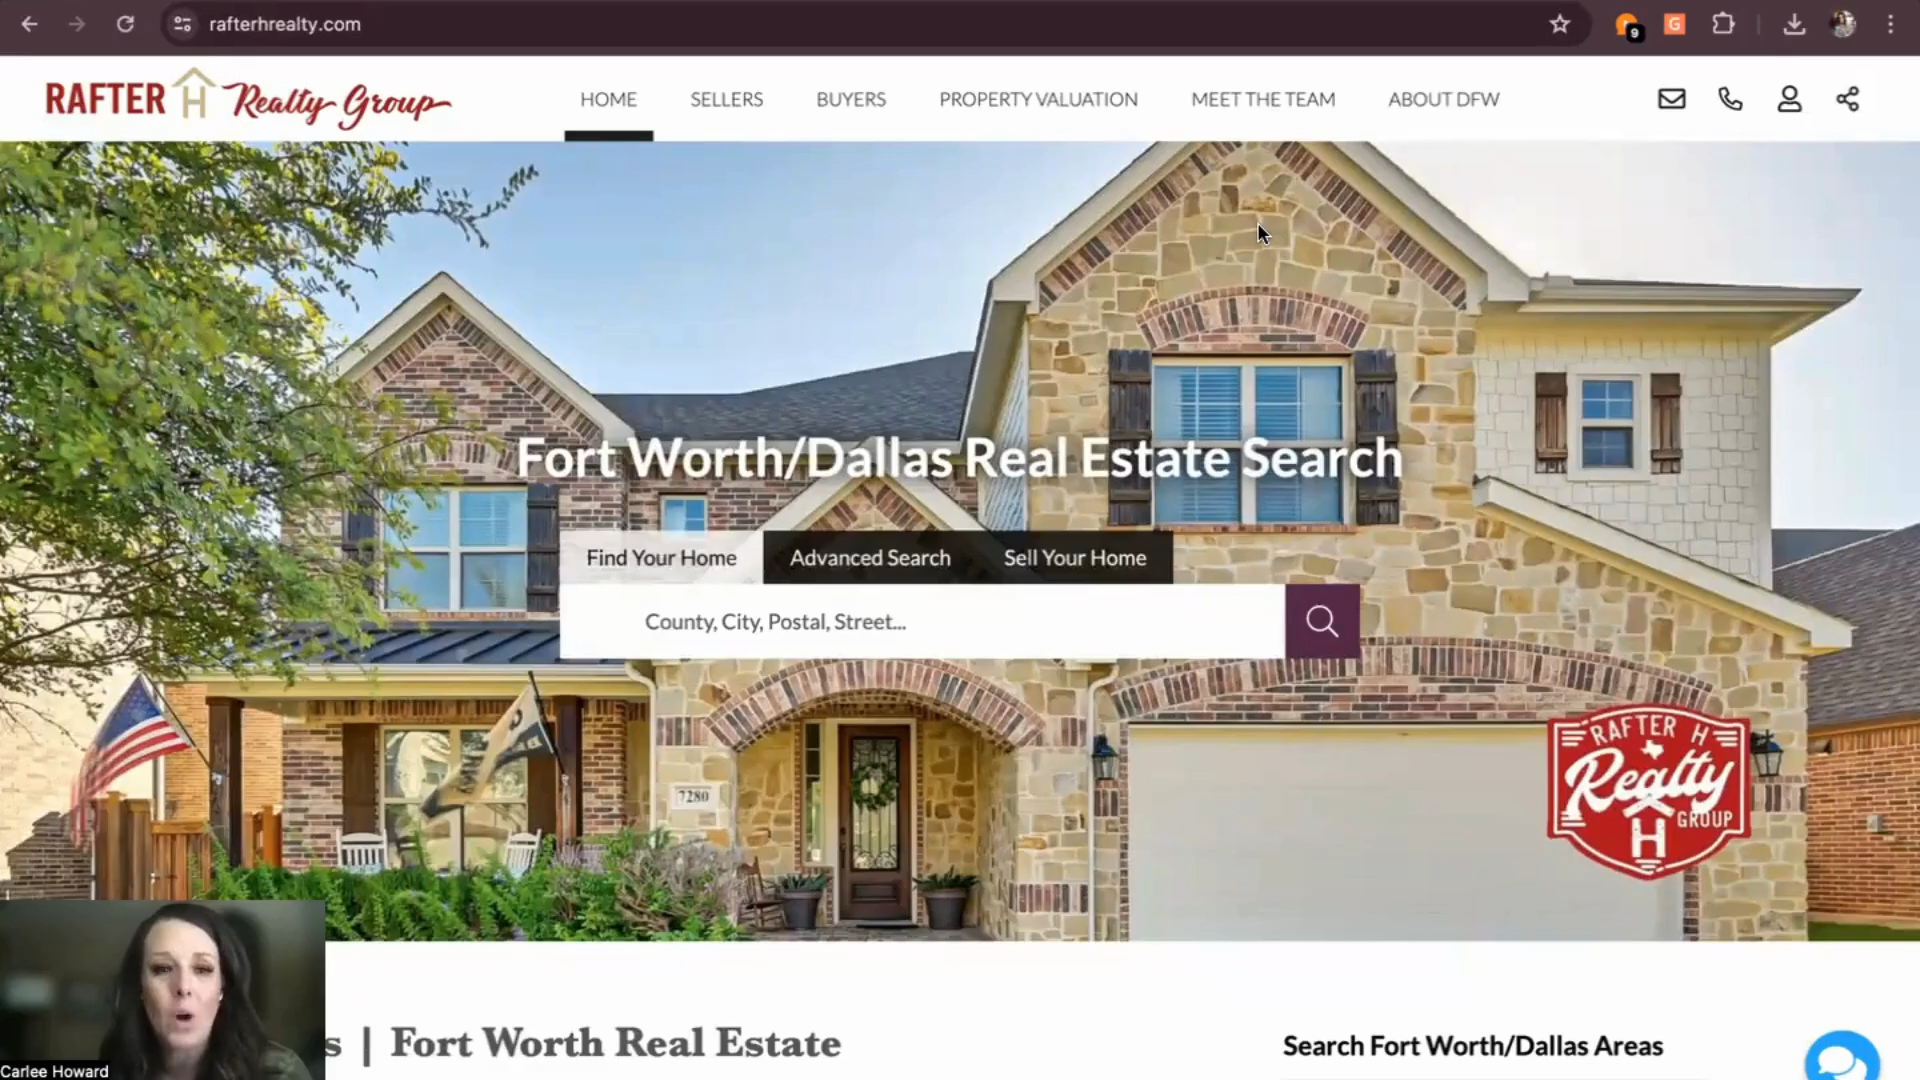 rafterhrealty.com
9
G
RAFTER H Realty Group
HOME
SELLERS
BUYERS
PROPERTY VALUATION
MEET THE TEAM
ABOUT DFW
Fort Worth/Dallas Real Estate Search
Find Your Home
Advanced Search
Sell Your Home
County, City, Postal, Street...
7280
RAFTER H
Realty
H GROUP
s | Fort Worth Real Estate
Search Fort Worth/Dallas Areas
Carlee Howard